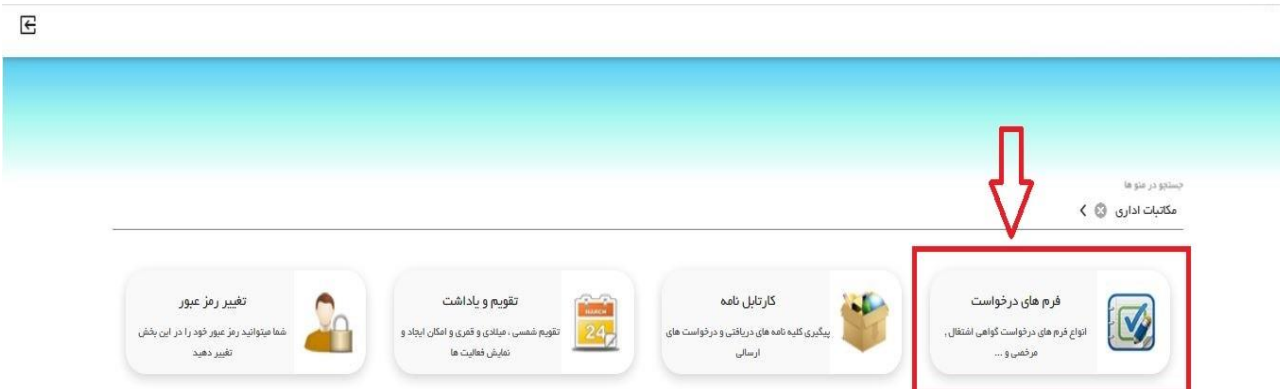 جستجو در منو ها
مکاتبات اداری
فرم های درخواست
انواع فرم های درخواست گواهی اشتغال ,
مرخصی و ...
کارتابل نامه
پیگیری کلیه نامه های دریافتی و درخواست های
ارسالی
تقویم و یاداشت
تقویم شمسی ، میلادی و قمری و امکان ایجاد و
نمایش فعالیت ها
MARCH
24
تغییر رمز عبور
شما میتوانید رمز عبور خود را در این بخش
تغییر دهید